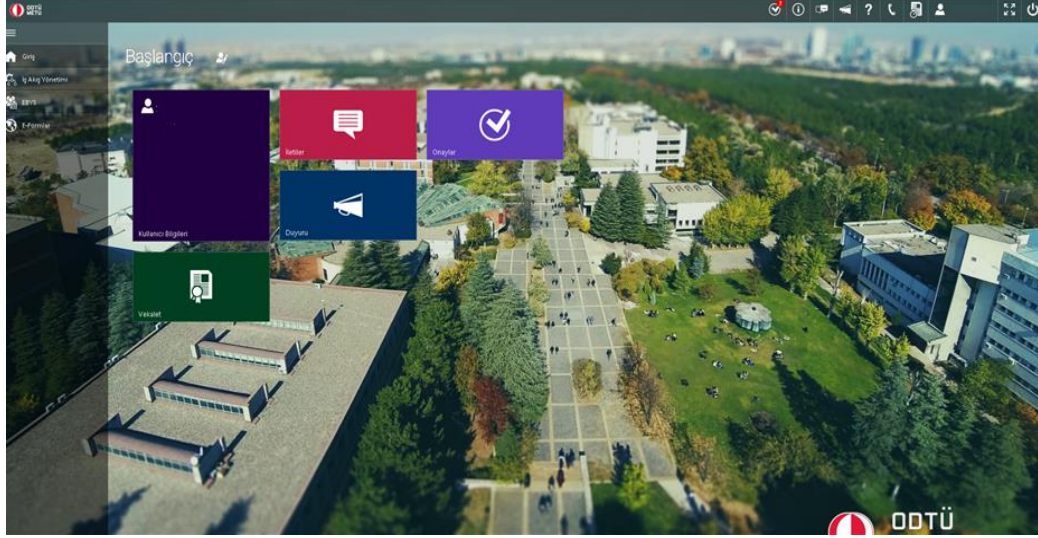 ODTÜ
METU
Giriş
İş Akış Yönetimi
EBYS
E-Formlar
Başlangıç
Kullanıcı Bilgileri
İletiler
Onaylar
Duyuru
Vekalet
?
ODTÜ